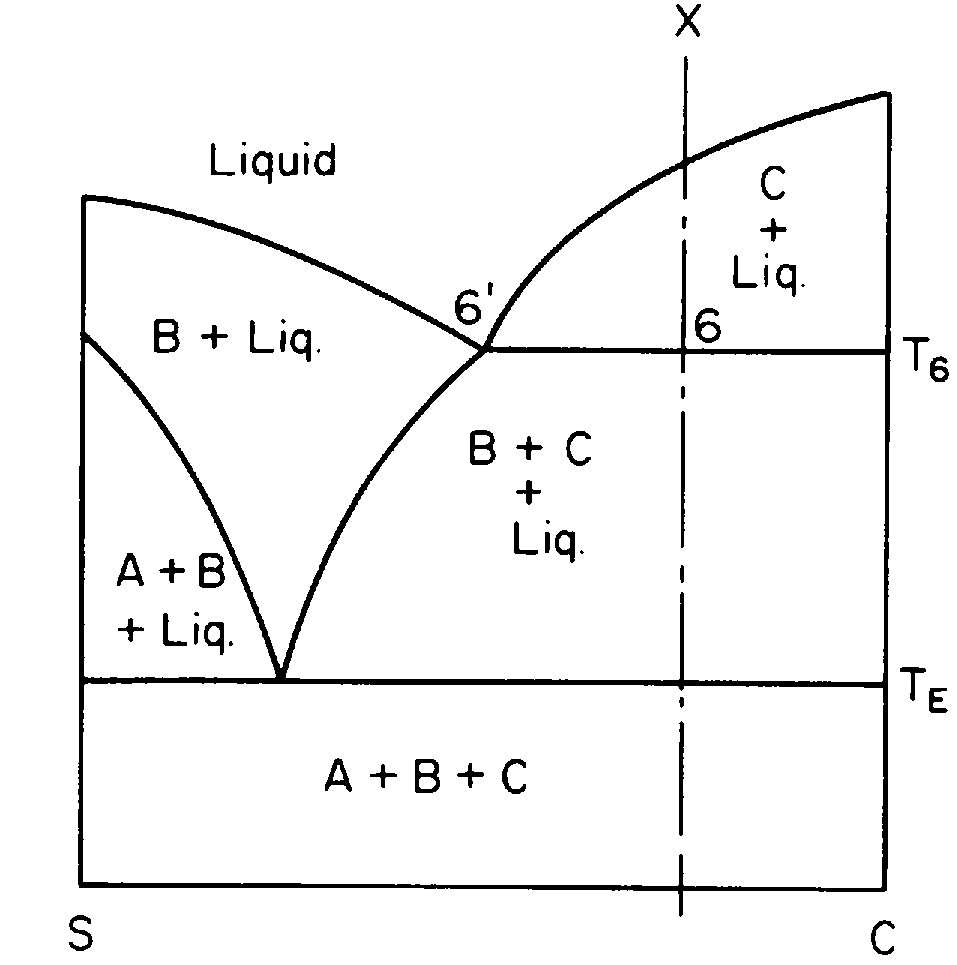 X
Liquid
C
+
Liq.
6'
6
B + Liq.
T6
B + C
+
Liq.
A + B
+ Liq.
TE
A + B + C
S
C